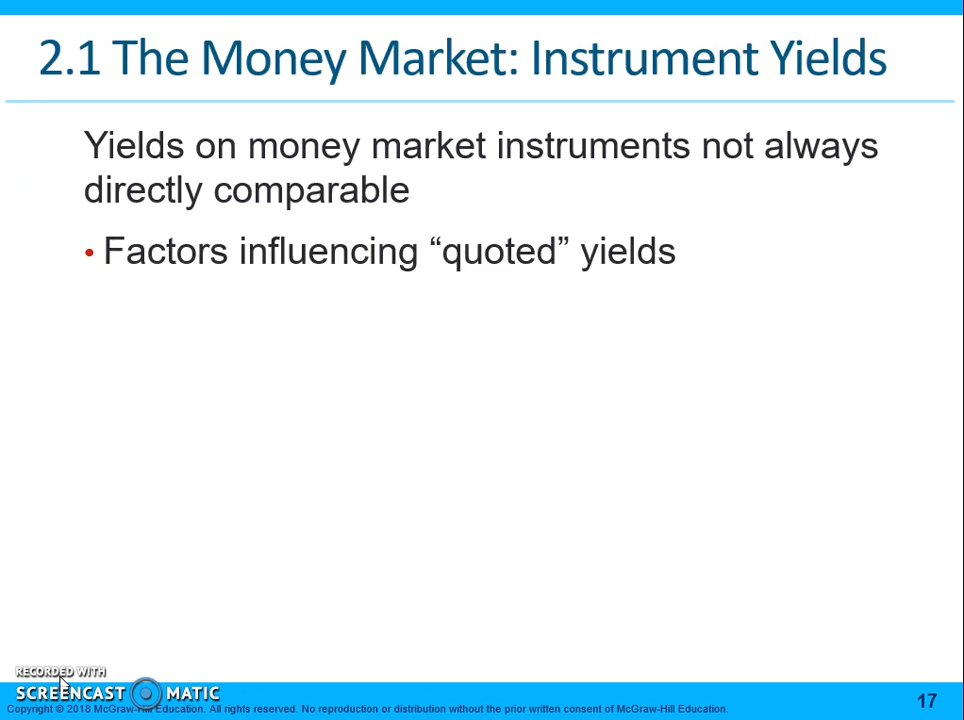 2.1 The Money Market: Instrument Yields
Yields on money market instruments not always
directly comparable
• Factors influencing “quoted” yields
RECORDED WITH
SCREENCAST MATIC
Copyright © 2018 McGraw-Hill Education. All rights reserved. No reproduction or distribution without the prior written consent of McGraw-Hill Education.
17